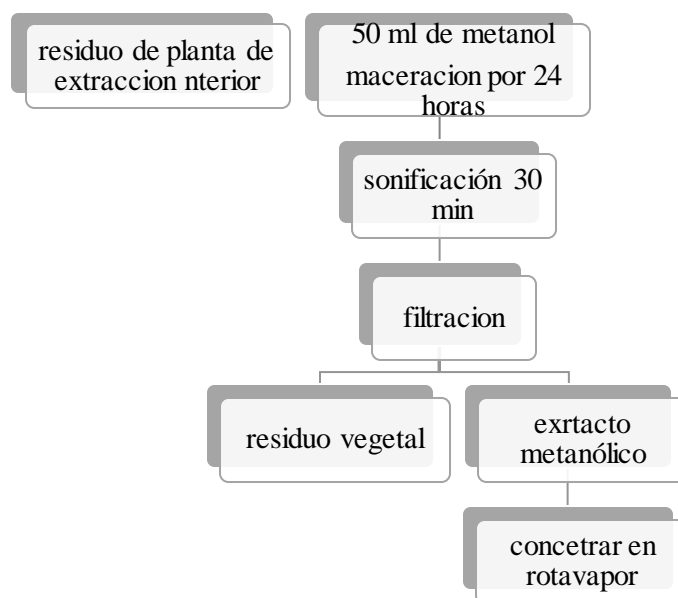 residuo de planta de
extraccion nterior
50 ml de metanol
maceracion por 24
horas
sonificación 30
min
filtracion
residuo vegetal
exrtacto
metanólico
concetrar en
rotavapor